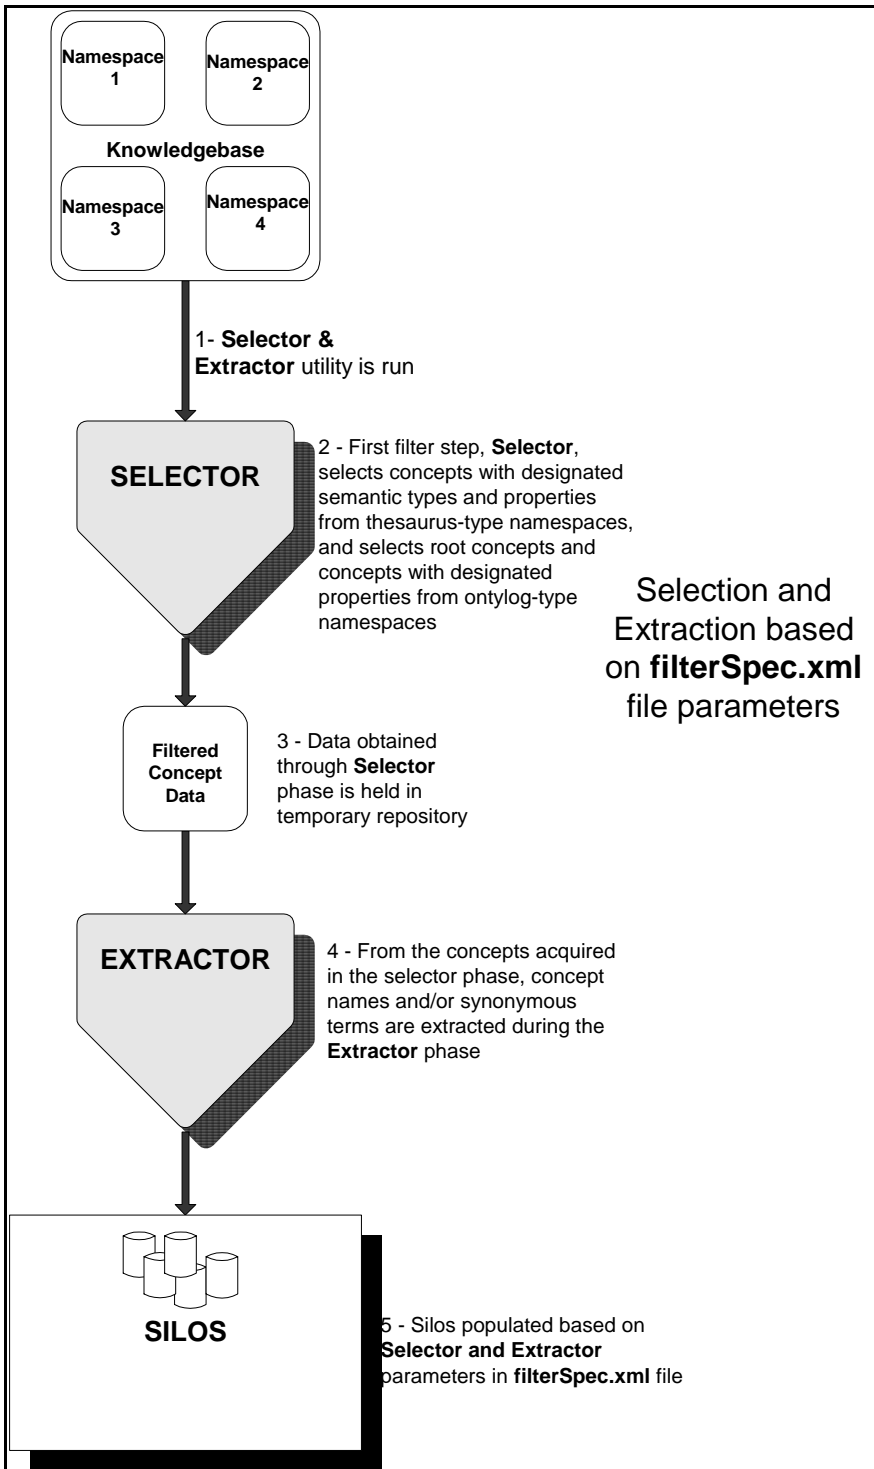 Namespace
1
Namespace
2
Knowledgebase
Namespace
3
Namespace
4
1- Selector &
Extractor utility is run
SELECTOR
2 - First filter step, Selector,
selects concepts with designated
semantic types and properties
from thesaurus-type namespaces,
and selects root concepts and
concepts with designated
properties from ontylog-type
namespaces
Selection and
Extraction based
on filterSpec.xml
file parameters
Filtered
Concept
Data
3 - Data obtained
through Selector
phase is held in
temporary repository
EXTRACTOR
4 - From the concepts acquired
in the selector phase, concept
names and/or synonymous
terms are extracted during the
Extractor phase
SILOS
5 - Silos populated based on
Selector and Extractor
parameters in filterSpec.xml file